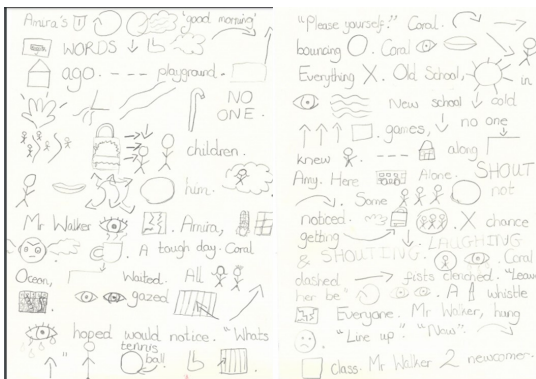 Amira's 'good morning'
WORDS
ago. playground.
NO
ONE.
children.
him.
Mr Walker . Amira,
. A tough day. Coral
Ocean, Waited. All
gazed
hoped would notice. "Whats
"
tennis
ball
"Please yourself." Coral.
bouncing . Coral
Everything X. Old School, in
New school cold
games, no one
knew along
Amy. Here Alone. SHOUT
Some not
noticed. X chance
getting LAUGHING
& SHOUTING. Coral
dashed fists clenched. "Leave
her be" . A whistle
Everyone. Mr Walker, hung
"Line up". "Now".
class. Mr Walker 2 newcomer.